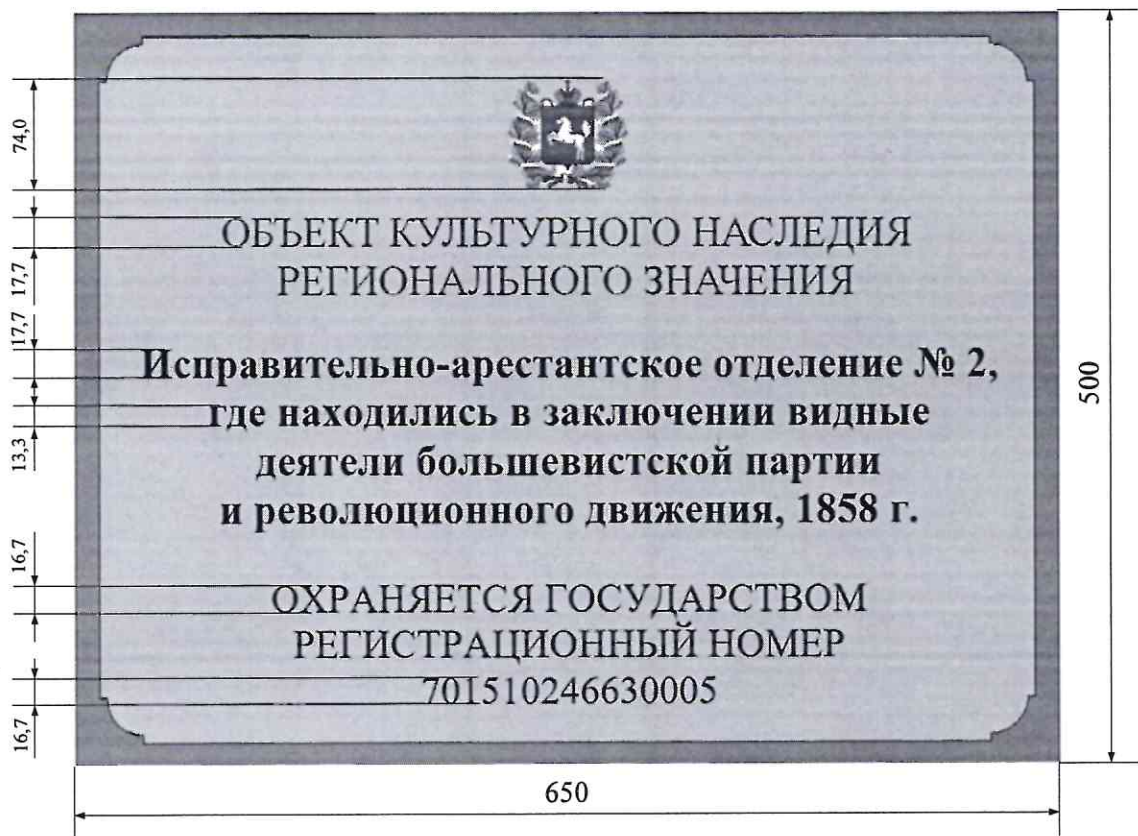 74,0
ОБЪЕКТ КУЛЬТУРНОГО НАСЛЕДИЯ
РЕГИОНАЛЬНОГО ЗНАЧЕНИЯ
17,7
17,7
Исправительно-арестантское отделение № 2,
где находились в заключении видные
деятели большевистской партии
и революционного движения, 1858 г.
13,3
500
16,7
ОХРАНЯЕТСЯ ГОСУДАРСТВОМ
РЕГИСТРАЦИОННЫЙ НОМЕР
701510246630005
16,7
650